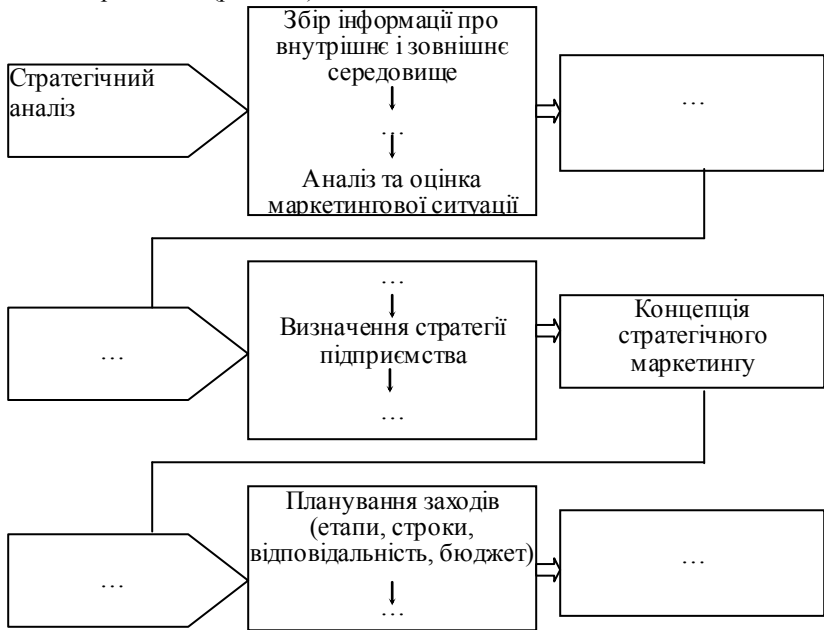 Збір інформації про
внутрішнє і зовнішнє
середовище
Стратегічний
аналіз
…
Аналіз та оцінка
маркетингової ситуації
…
…
…
Визначення стратегії
підприємства
…
Концепція
стратегічного
маркетингу
…
Планування заходів
(етапи, строки,
відповідальність, бюджет)
…
…